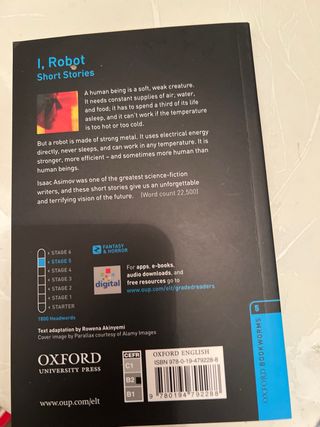 I, Robot
Short Stories
A human being is a soft, weak creature.
It needs constant supplies of air, water,
and food; it has to spend a third of its life
asleep, and it can't work if the temperature
is too hot or too cold.
But a robot is made of strong metal. It uses electrical energy
directly, never sleeps, and can work in any temperature. It is
stronger, more efficient – and sometimes more human than
human beings.
Isaac Asimov was one of the greatest science-fiction
writers, and these short stories give us an unforgettable
and terrifying vision of the future. [Word count 22,500]
STAGE 6
STAGE 5
STAGE 4
STAGE 3
STAGE 2
STAGE 1
STARTER
1800 Headwords
FANTASY
& HORROR
digital
For apps, e-books,
audio downloads, and
free resources go to
www.oup.com/elt/gradedreaders
Text adaptation by Rowena Akinyemi
Cover image by Parallax courtesy of Alamy Images
OXFORD
UNIVERSITY PRESS
www.oup.com/elt
CEFR
C1
B2
B1
OXFORD ENGLISH
ISBN 978-0-19-479228-8
9 780194 792288
5
OXFORD BOOKWORMS